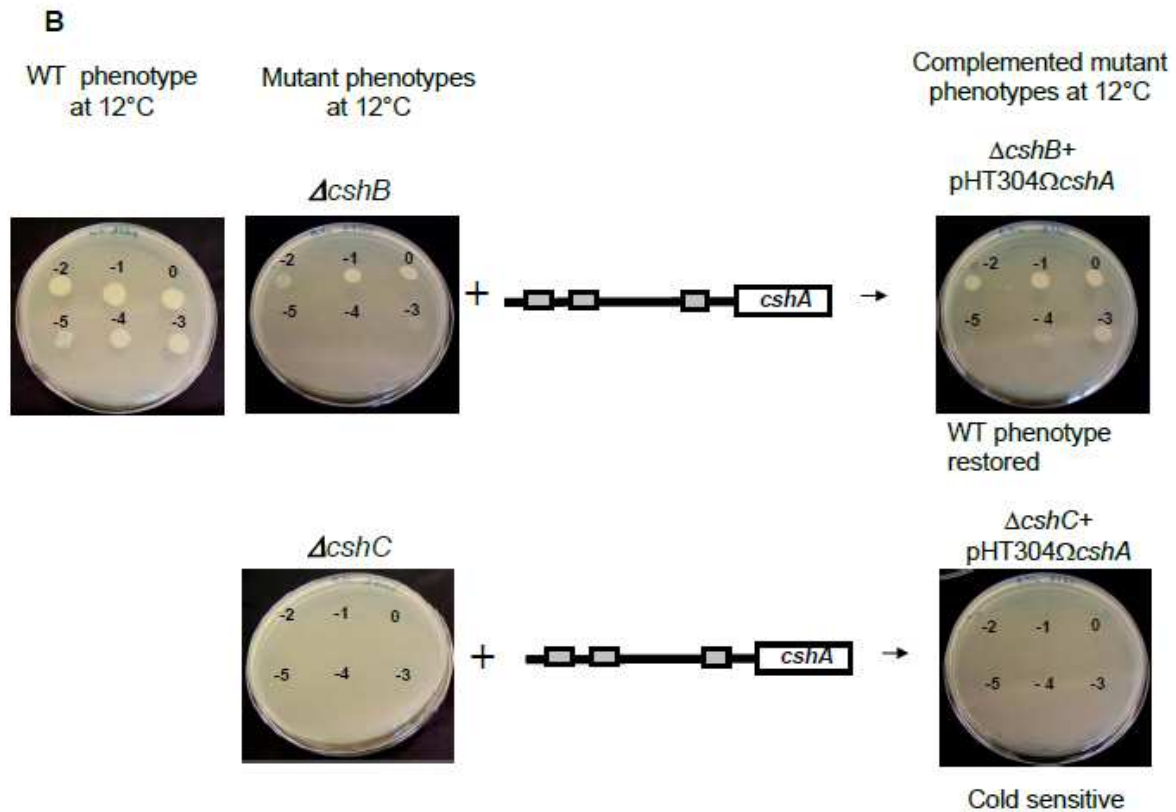 B
WT phenotype
at 12°C
Mutant phenotypes
at 12°C
Complemented mutant
phenotypes at 12°C
ΔcshB
ΔcshB+
pHT304ΩcshA
-2 -1 0
-5 -4 -3
-2 -1 0
-5 -4 -3
+
cshA
-2 -1 0
-5 - 4 -3
WT phenotype
restored
ΔcshC
ΔcshC+
pHT304ΩcshA
-2 -1 0
-5 -4 -3
+
cshA
-2 -1 0
-5 - 4 -3
Cold sensitive